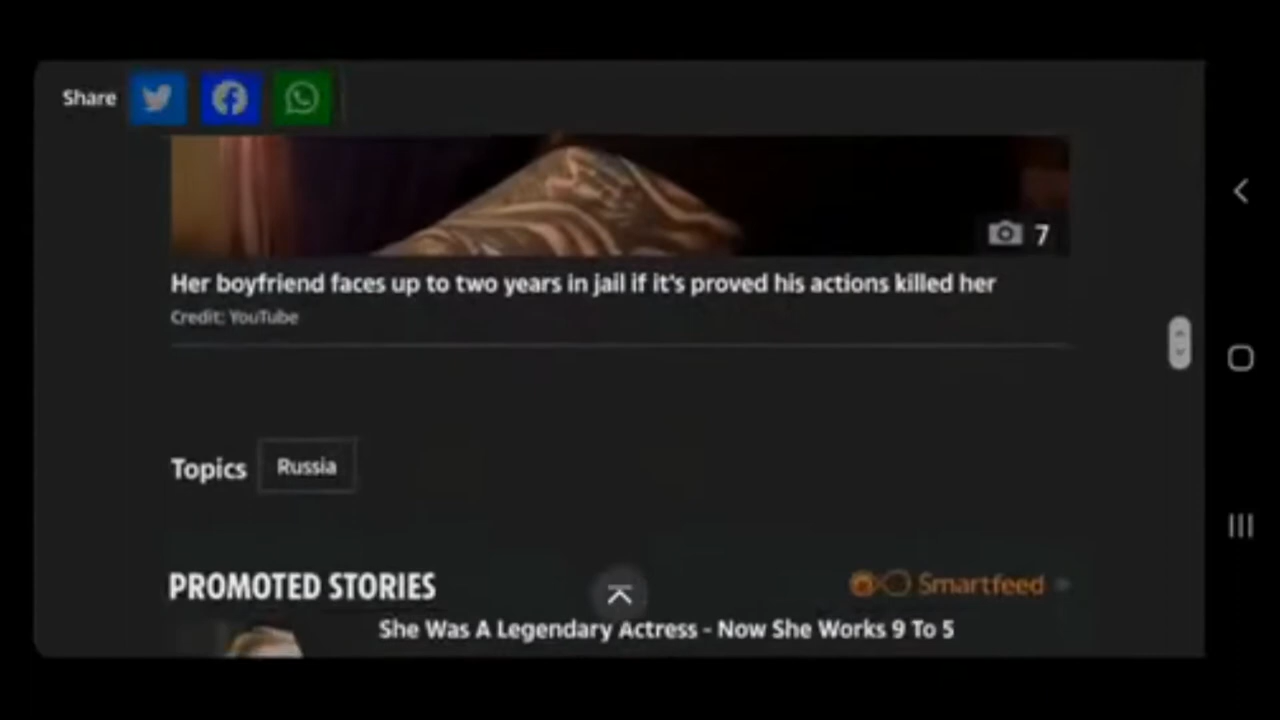 Share
7
Her boyfriend faces up to two years in jail if it's proved his actions killed her
Credit: YouTube
Topics Russia
PROMOTED STORIES
Smartfeed
She Was A Legendary Actress - Now She Works 9 To 5